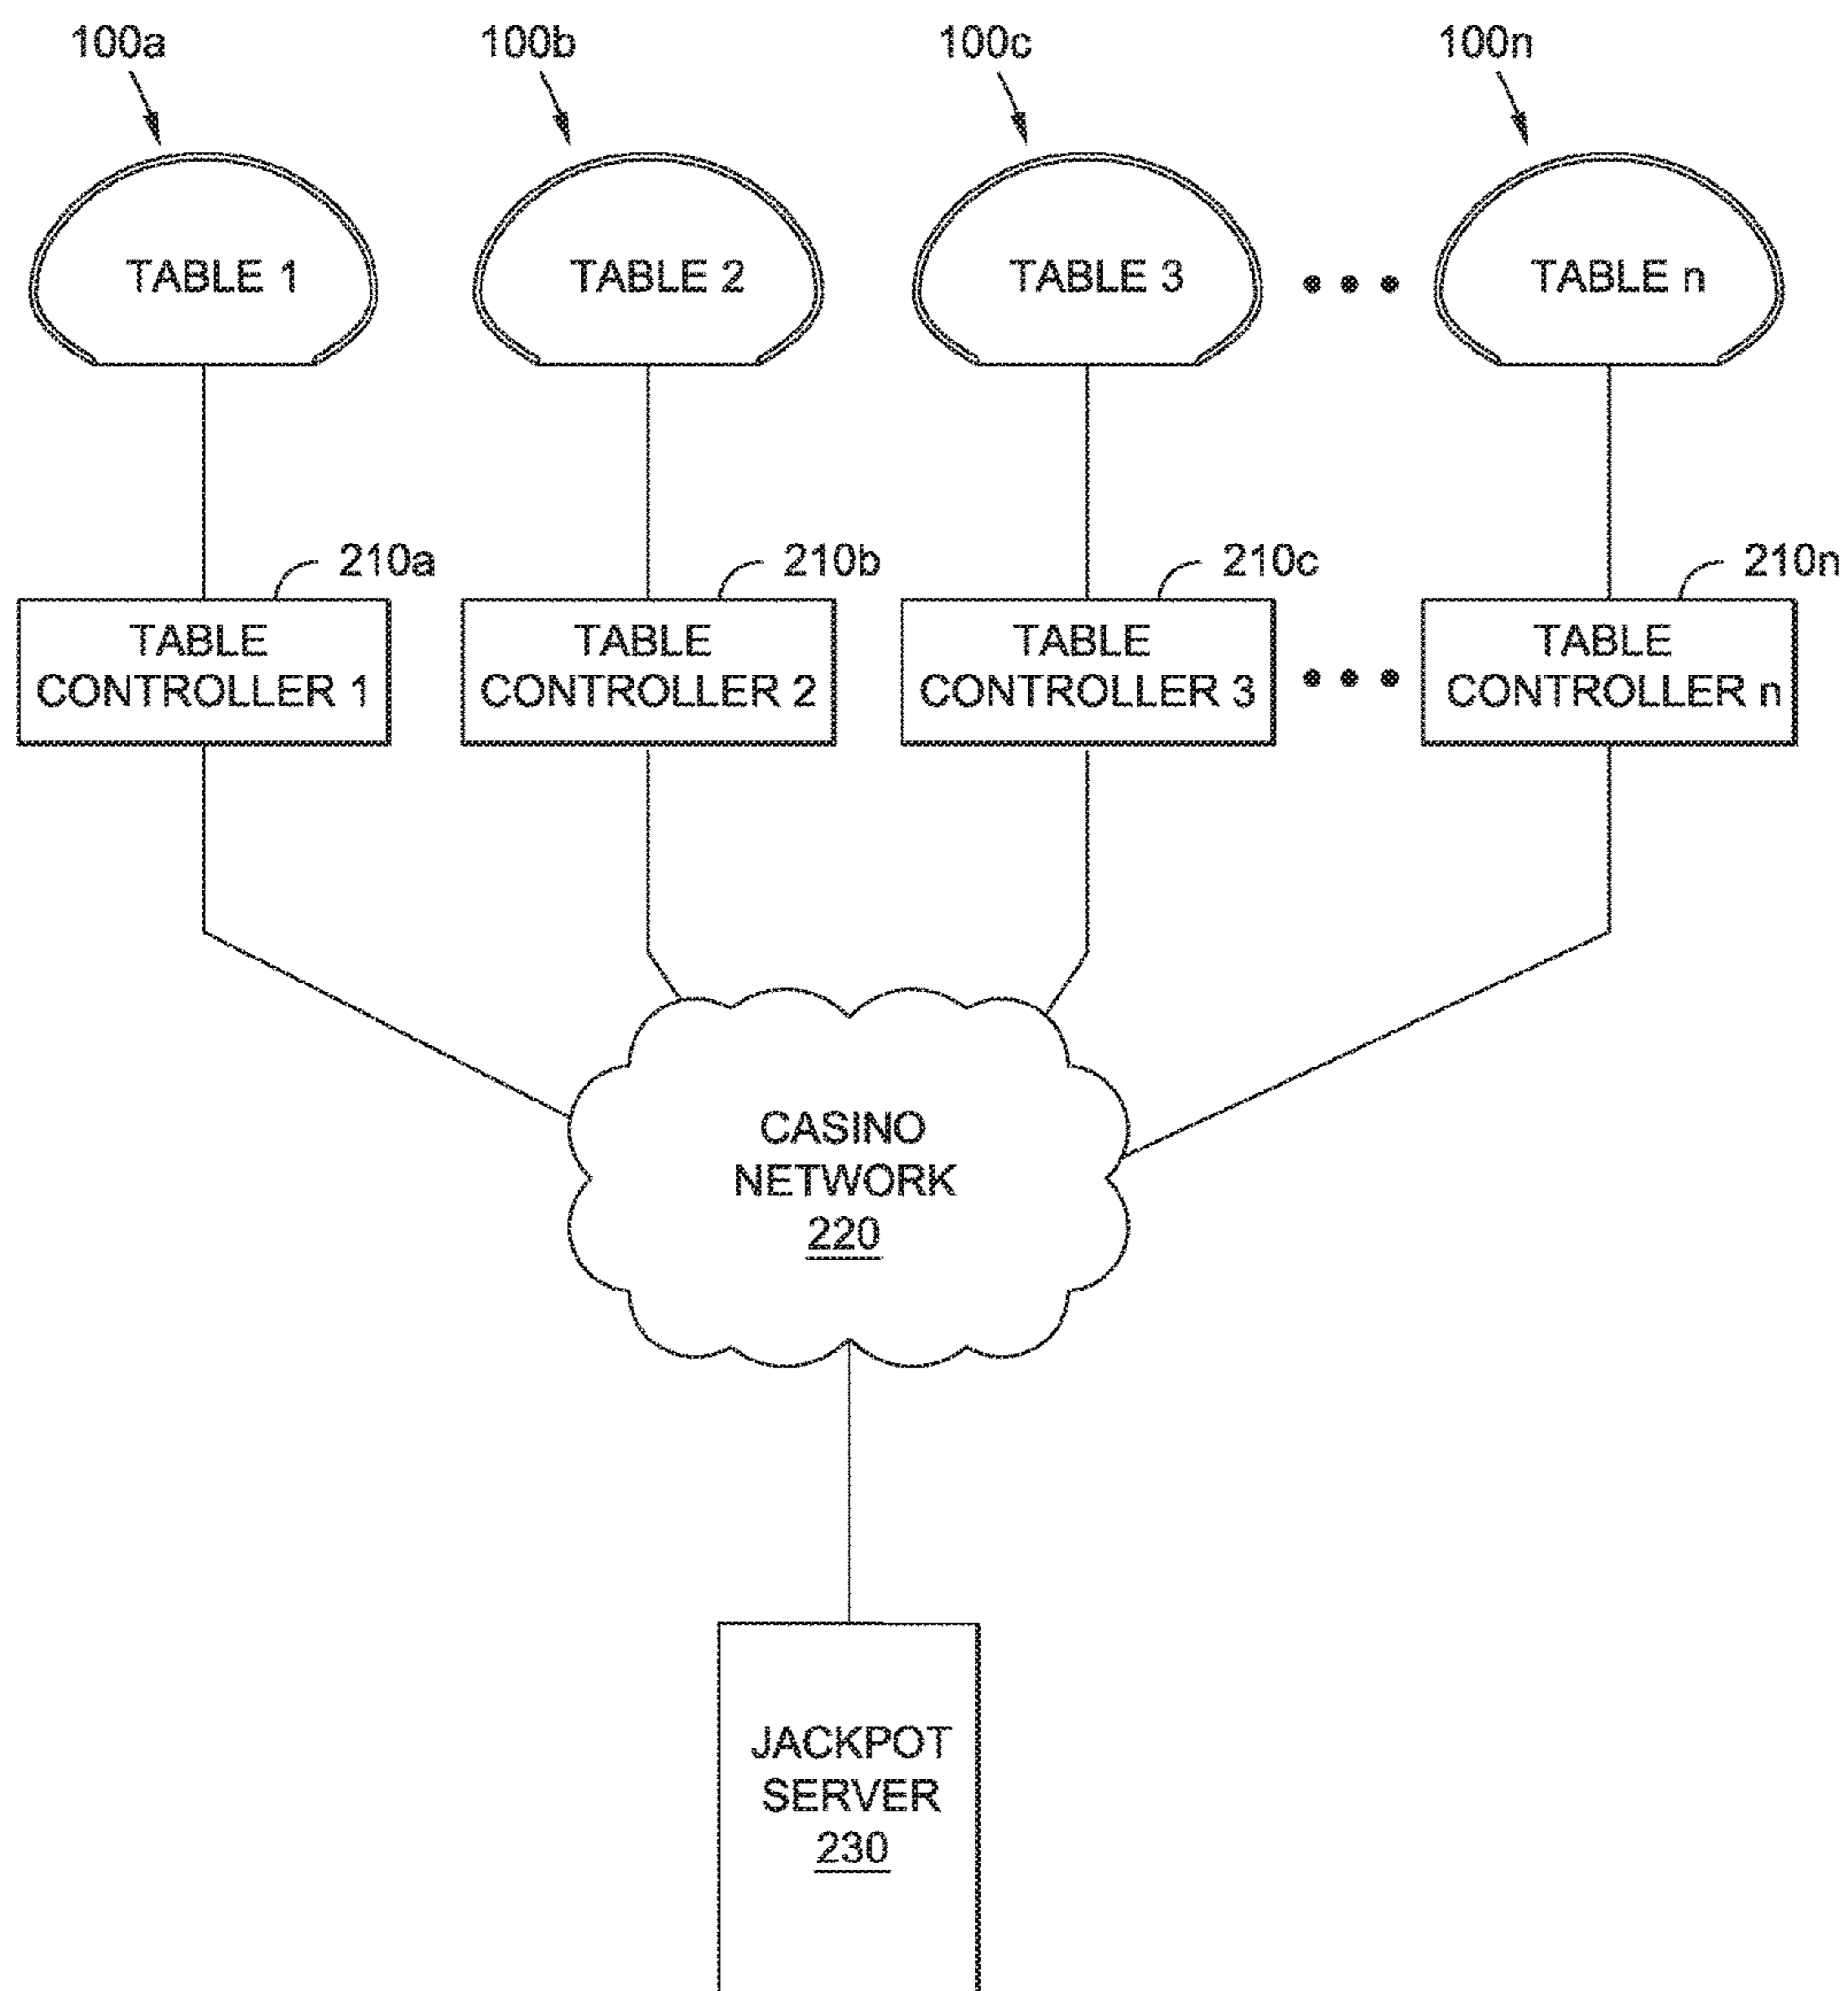 100a
100b
100c
100n
TABLE 1
TABLE 2
TABLE 3
TABLE n
210a
210b
210c
210n
TABLE
CONTROLLER 1
TABLE
CONTROLLER 2
TABLE
CONTROLLER 3
TABLE
CONTROLLER n
CASINO
NETWORK
220
JACKPOT
SERVER
230